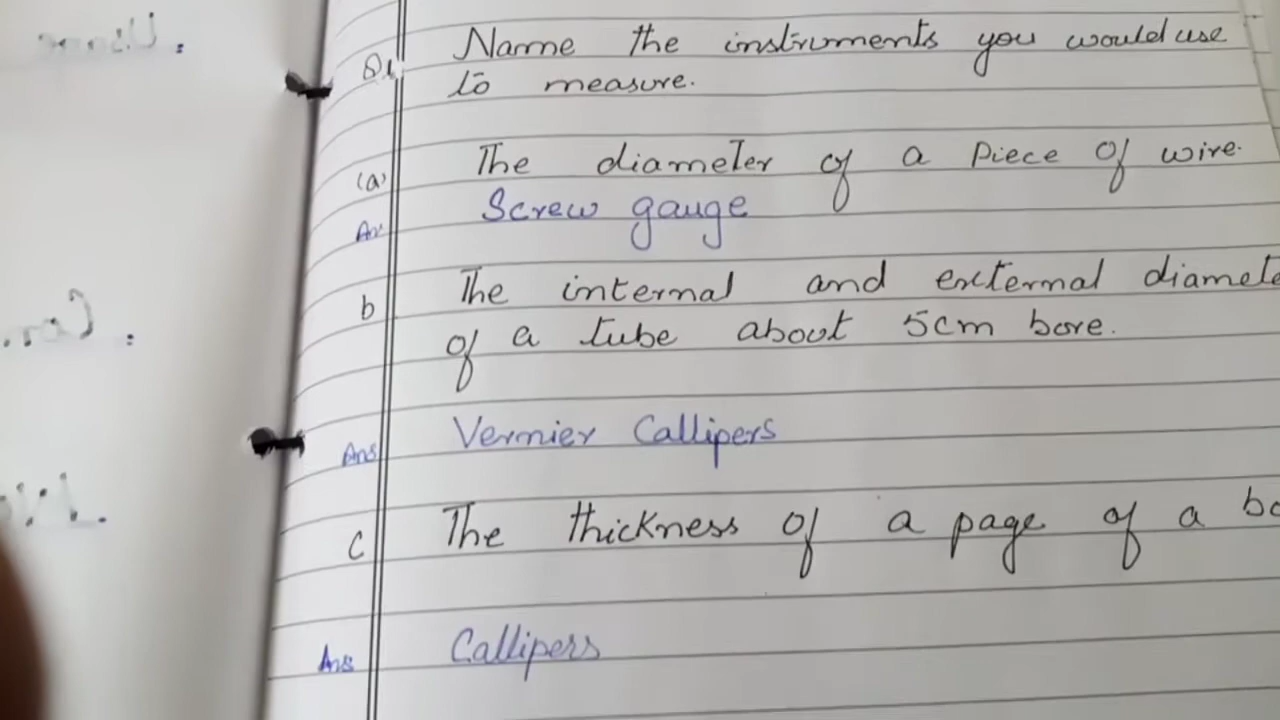 Q1 Name the instruments you would use
to measure.
(a) The diameter of a Piece of wire.
Ans Screw gauge
b The internal and external diamete
of a tube about 5cm bore.
Ans Vernier Callipers
c The thickness of a page of a bo
Ans Callipers